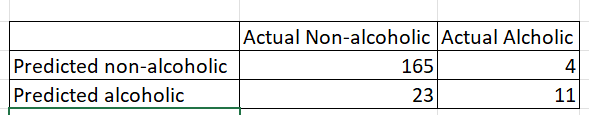 Actual Non-alcoholic Actual Alcholic
Predicted non-alcoholic 165 4
Predicted alcoholic 23 11